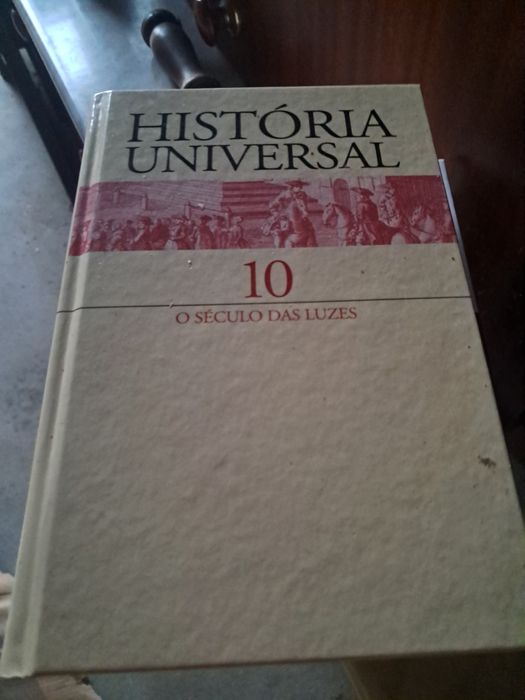 HISTÓRIA
UNIVERSAL
10
O SÉCULO DAS LUZES